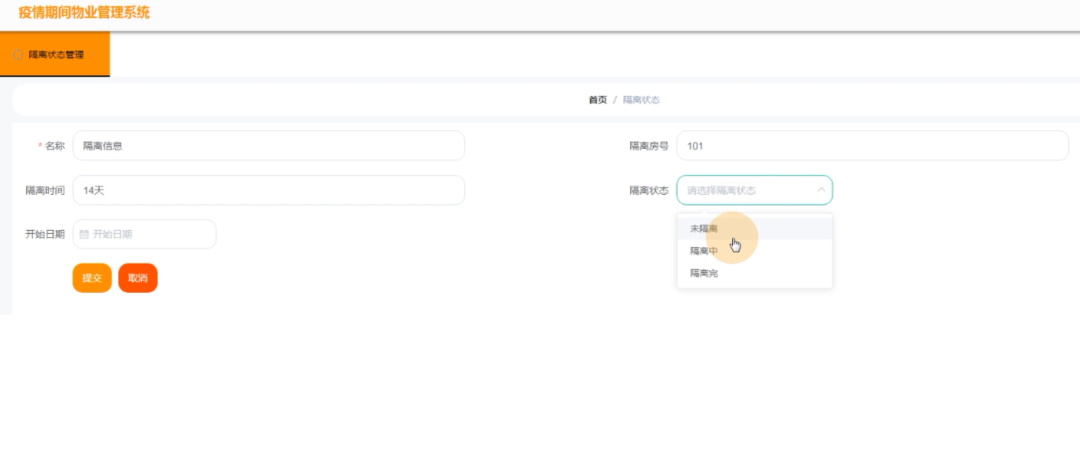 疫情期间物业管理系统
隔离状态管理
首页 / 隔离状态
* 名称 隔离信息 隔离房号 101
隔离时间 14天 隔离状态 请选择隔离状态
开始日期 开始日期 未隔离
隔离中
提交 取消 隔离完